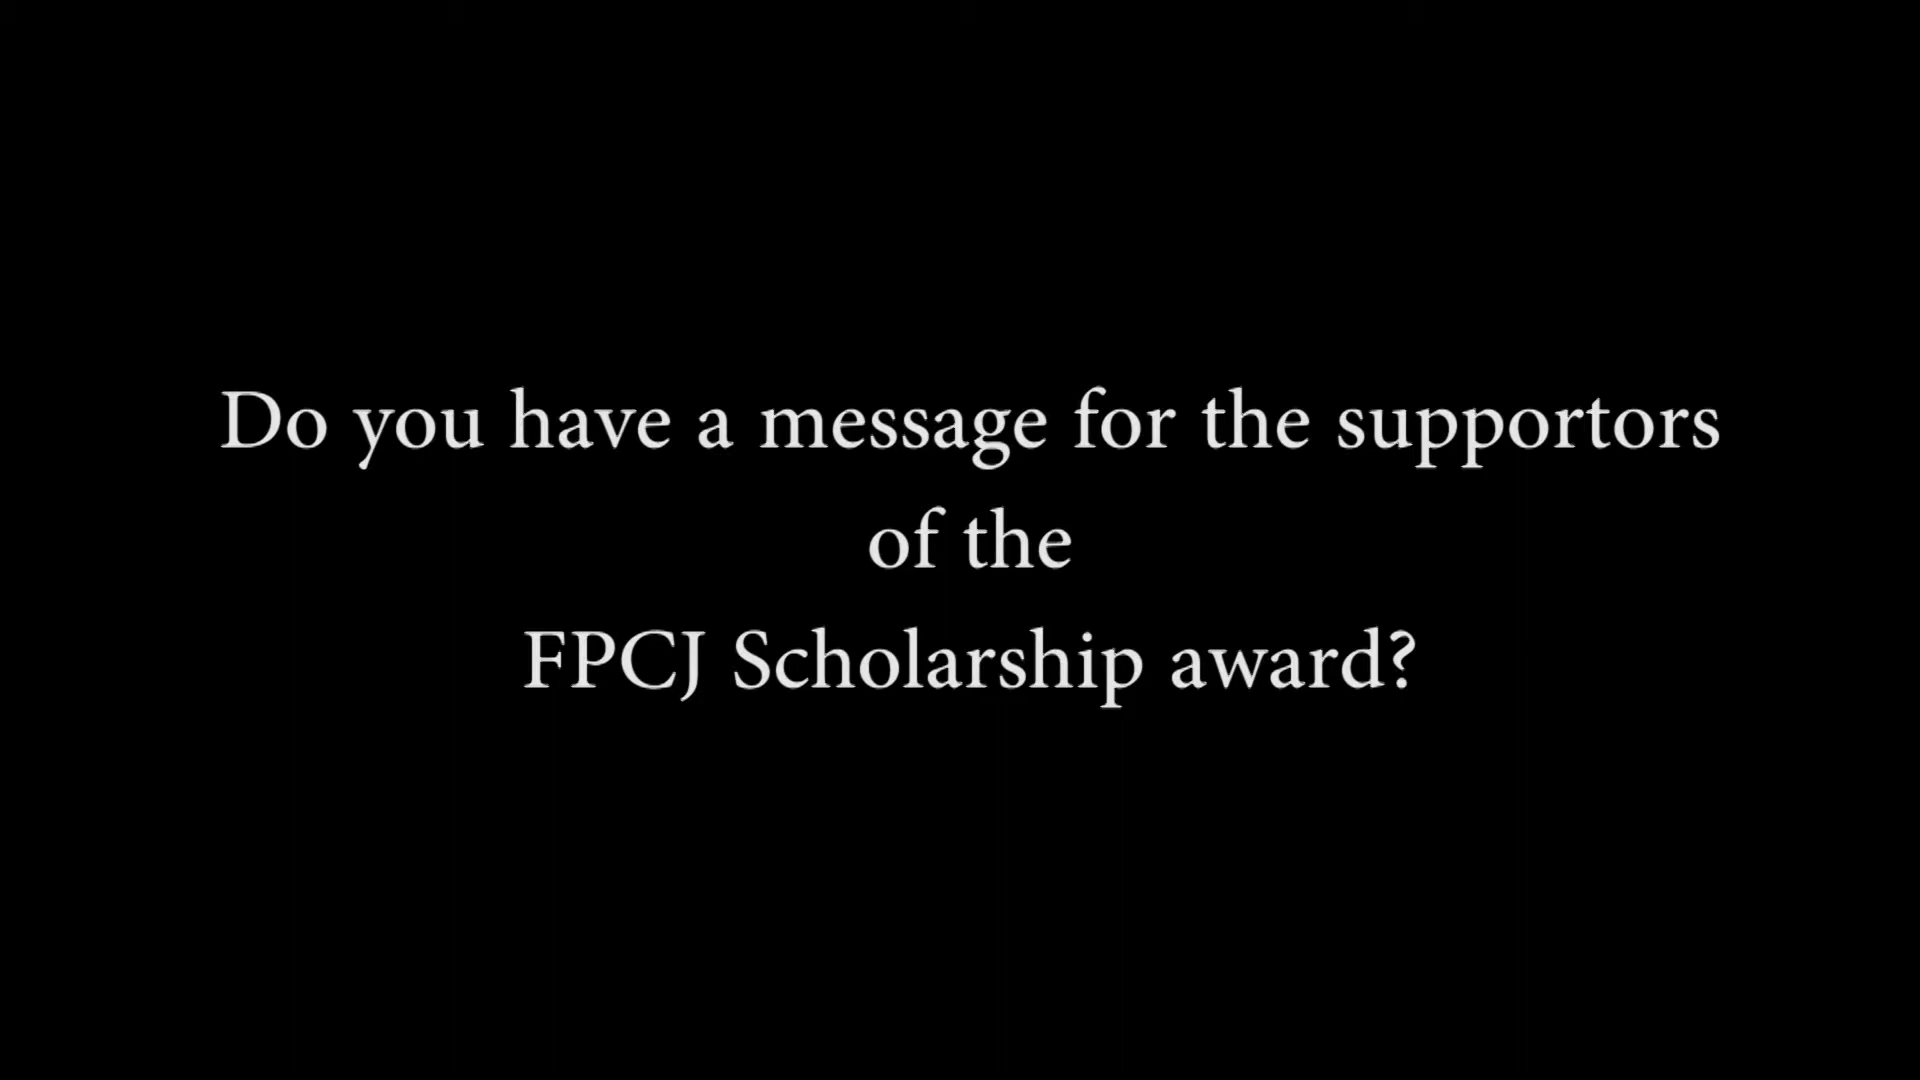 Do you have a message for the supportors
of the
FPCJ Scholarship award?